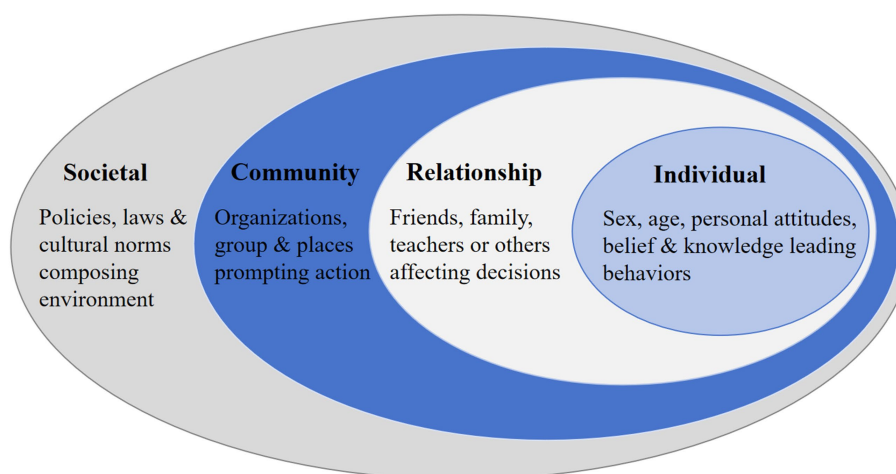 Societal
Policies, laws &
cultural norms
composing
environment
Community
Organizations,
group & places
prompting action
Relationship
Friends, family,
teachers or others
affecting decisions
Individual
Sex, age, personal attitudes,
belief & knowledge leading
behaviors